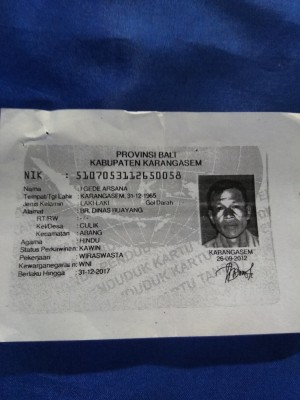 PROVINSI BALI
KABUPATEN KARANGASEM
NIK : 5107053112650058
Nama : I GEDE ARSANA
Tempat/Tgl Lahir : KARANGASEM, 31-12-1965
Jenis Kelamin : LAKI-LAKI Gol Darah
Alamat : BR. DINAS BUAYANG
RT/RW
Kel/Desa : CULIK
Kecamatan : ABANG
Agama : HINDU
Status Perkawinan : KAWIN
Pekerjaan : WIRASWASTA
Kewarganegaraan : WNI
Berlaku Hingga : 31-12-2017
KARANGASEM
26-09-2012